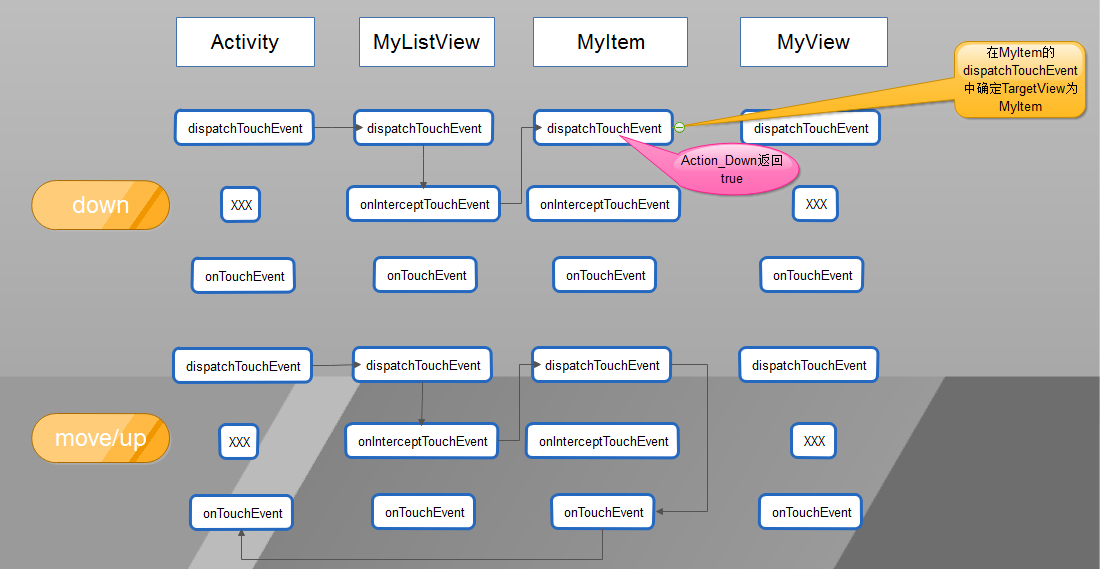 Activity
MyListView
MyItem
MyView
在MyItem的
dispatchTouchEvent
中确定TargetView为
MyItem
dispatchTouchEvent
dispatchTouchEvent
dispatchTouchEvent
dispatchTouchEvent
Action_Down返回
true
down
XXX
onInterceptTouchEvent
onInterceptTouchEvent
XXX
onTouchEvent
onTouchEvent
onTouchEvent
onTouchEvent
dispatchTouchEvent
dispatchTouchEvent
dispatchTouchEvent
dispatchTouchEvent
move/up
XXX
onInterceptTouchEvent
onInterceptTouchEvent
XXX
onTouchEvent
onTouchEvent
onTouchEvent
onTouchEvent